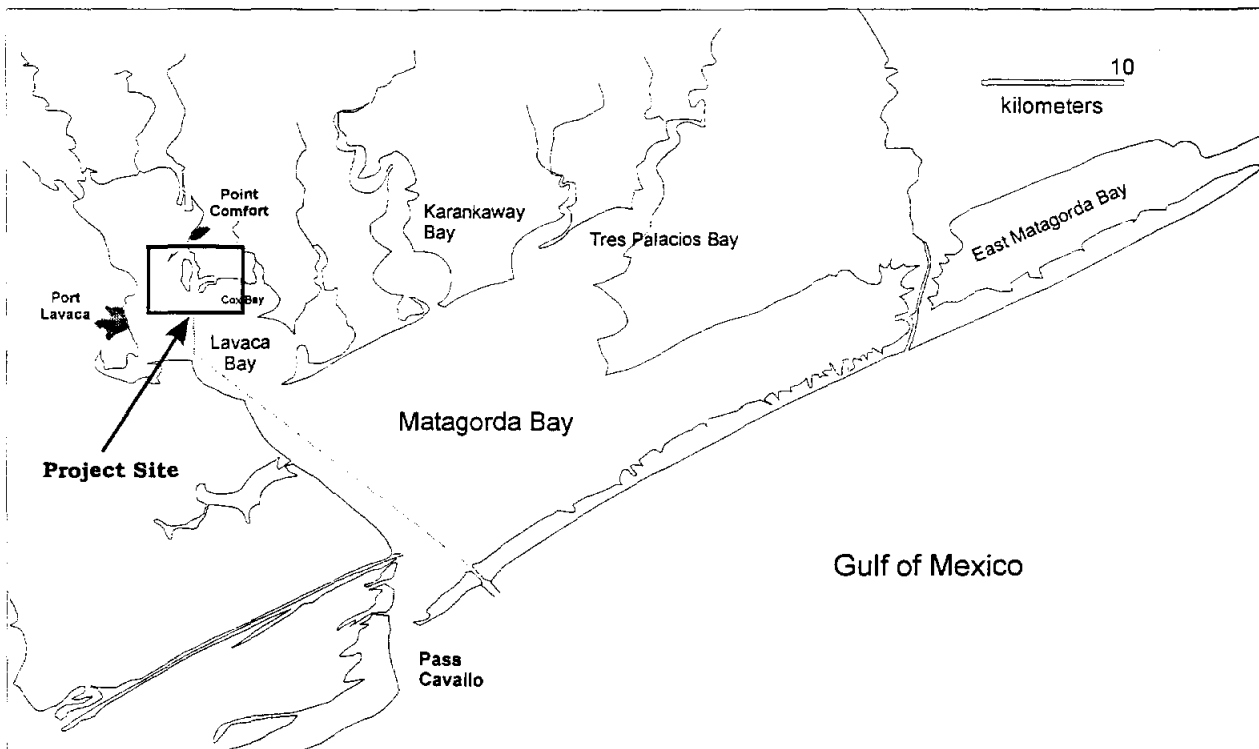 10
kilometers
Point
Comfort
Karankaway
Bay
Tres Palacios Bay
East Matagorda Bay
Port
Lavaca
Cox Bay
Lavaca
Bay
Matagorda Bay
Project Site
Gulf of Mexico
Pass
Cavallo